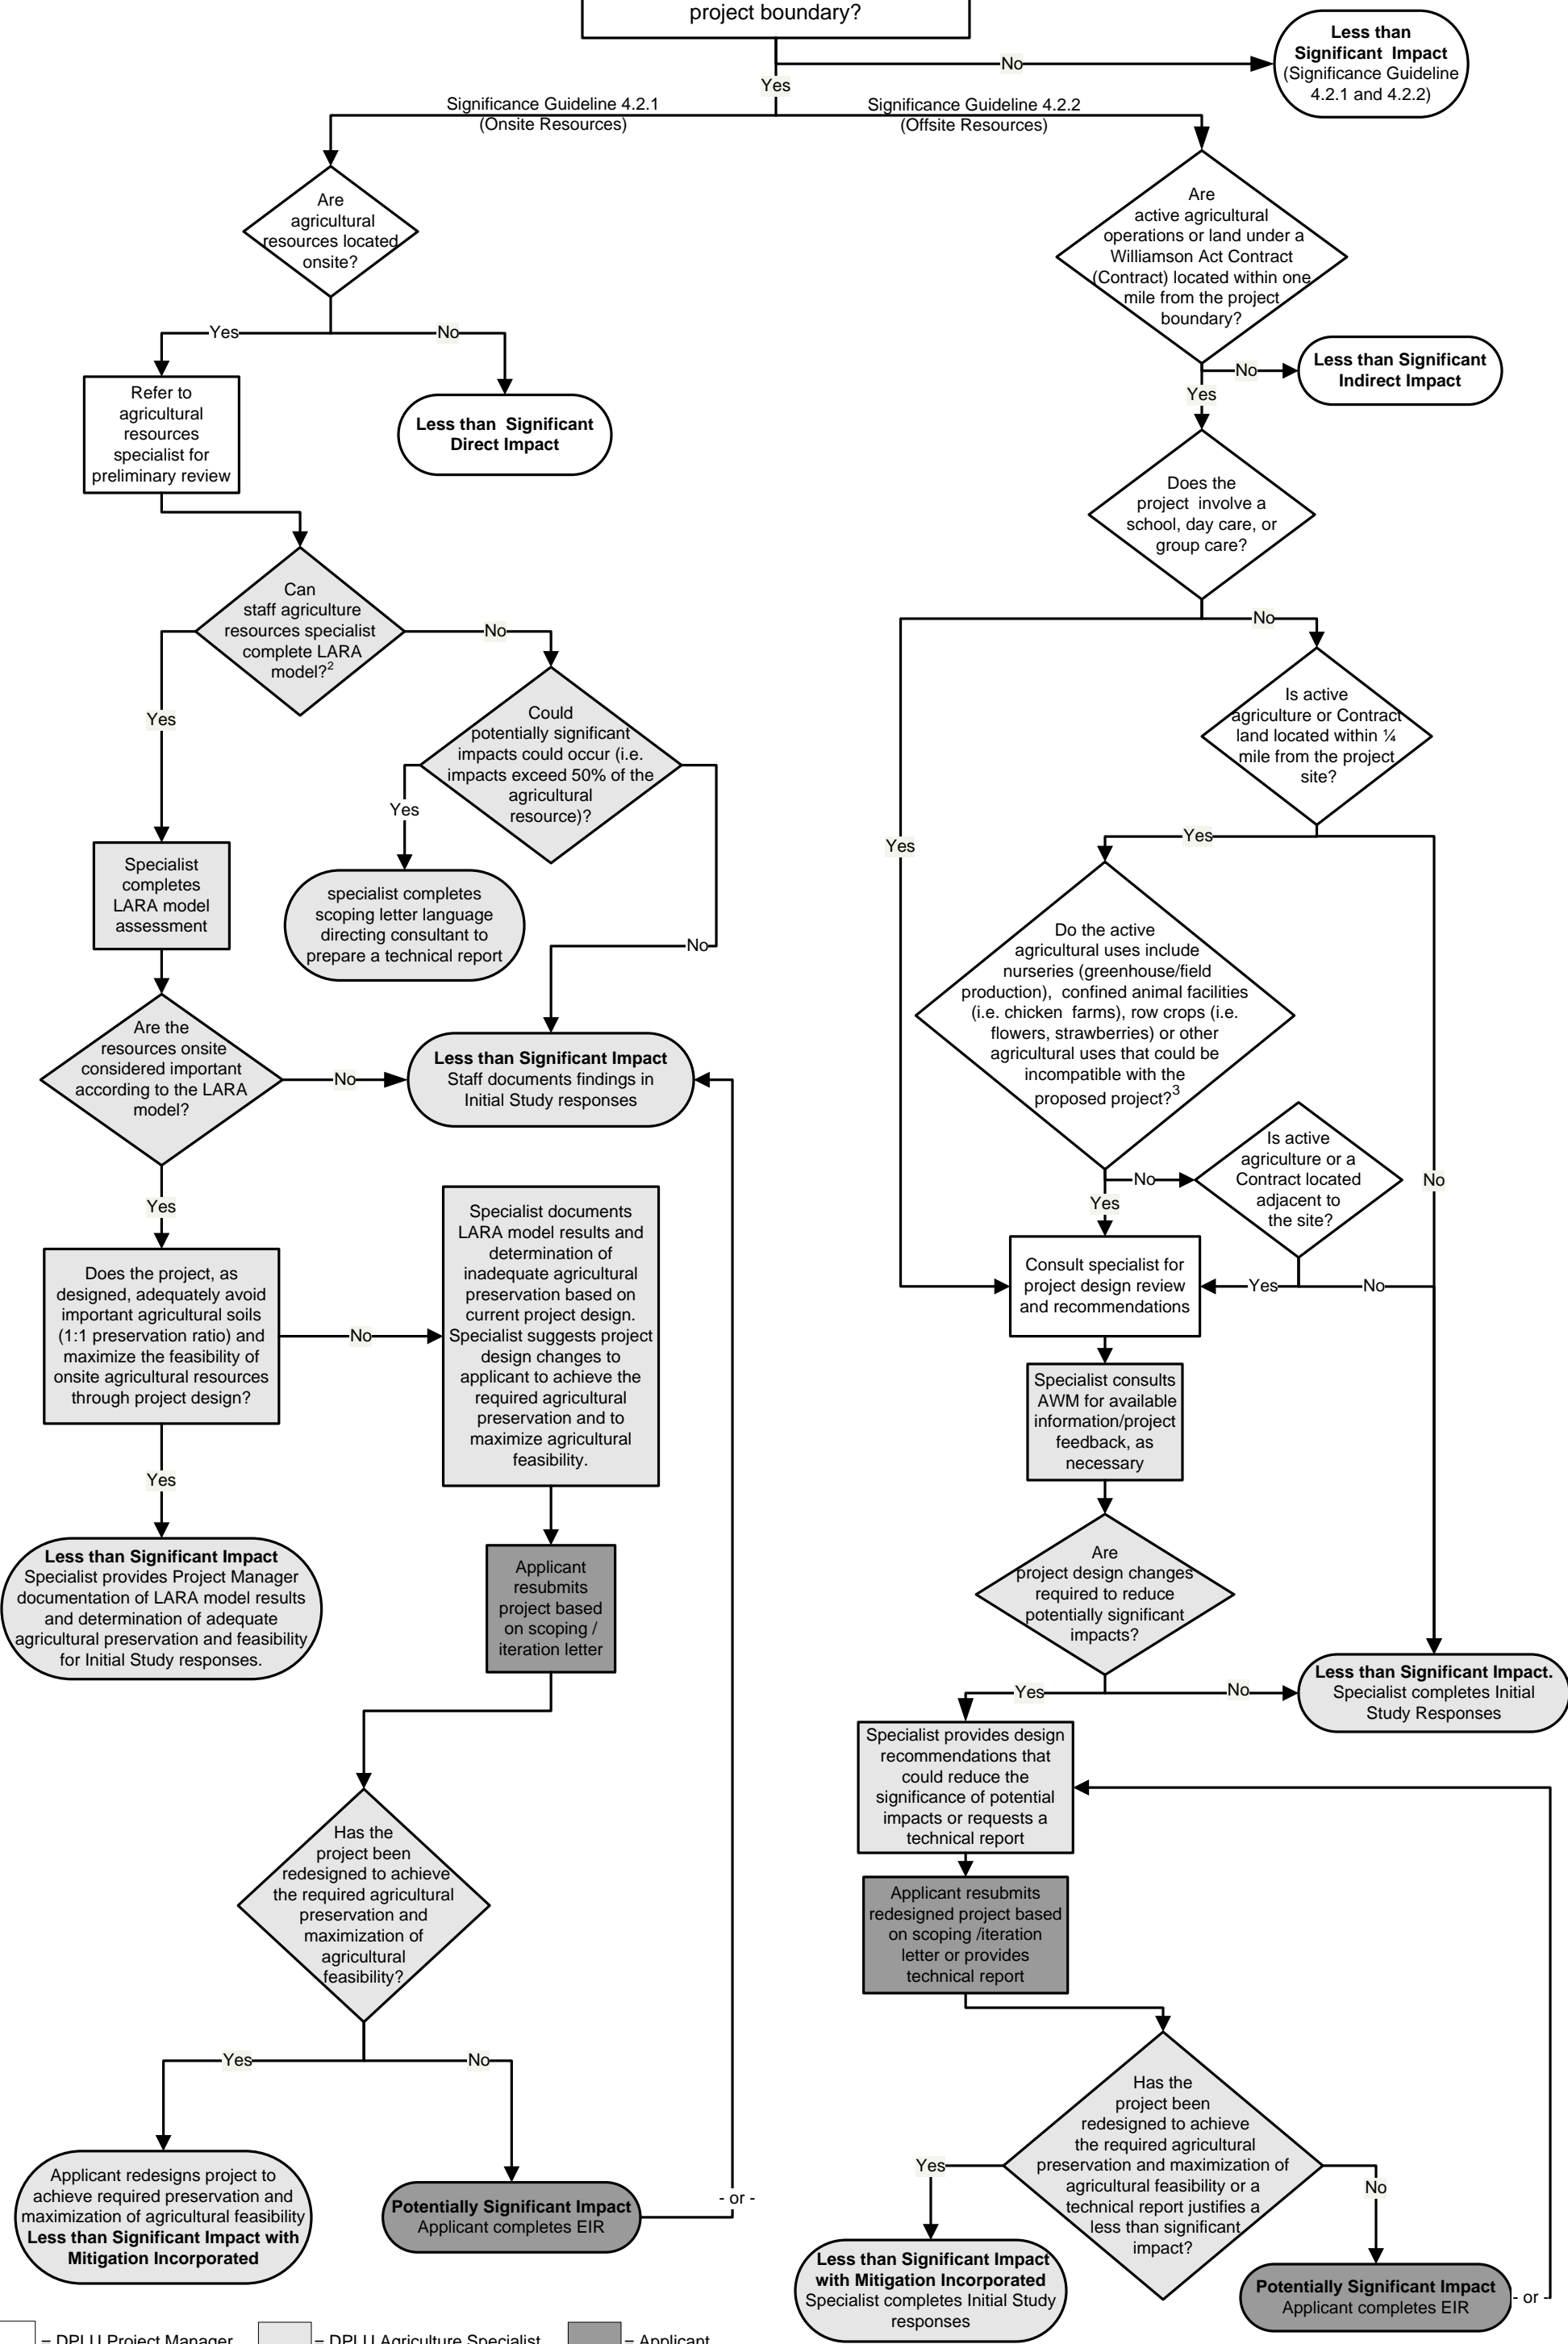 project boundary?
No
Less than
Significant Impact
(Significance Guideline
4.2.1 and 4.2.2)
Yes
Significance Guideline 4.2.1
(Onsite Resources)
Significance Guideline 4.2.2
(Offsite Resources)
Are
agricultural
resources located
onsite?
Yes
No
Refer to
agricultural
resources
specialist for
preliminary review
Less than Significant
Direct Impact
Can
staff agriculture
resources specialist
complete LARA
model?2
No
Yes
Could
potentially significant
impacts could occur (i.e.
impacts exceed 50% of the
agricultural
resource)?
Yes
No
Specialist
completes
LARA model
assessment
specialist completes
scoping letter language
directing consultant to
prepare a technical report
Are the
resources onsite
considered important
according to the LARA
model?
No
Less than Significant Impact
Staff documents findings in
Initial Study responses
Yes
Does the project, as
designed, adequately avoid
important agricultural soils
(1:1 preservation ratio) and
maximize the feasibility of
onsite agricultural resources
through project design?
No
Specialist documents
LARA model results and
determination of
inadequate agricultural
preservation based on
current project design.
Specialist suggests project
design changes to
applicant to achieve the
required agricultural
preservation and to
maximize agricultural
feasibility.
Yes
Less than Significant Impact
Specialist provides Project Manager
documentation of LARA model results
and determination of adequate
agricultural preservation and feasibility
for Initial Study responses.
Applicant
resubmits
project based
on scoping /
iteration letter
Has the
project been
redesigned to achieve
the required agricultural
preservation and
maximization of
agricultural
feasibility?
Yes
No
Applicant redesigns project to
achieve required preservation and
maximization of agricultural feasibility
Less than Significant Impact with
Mitigation Incorporated
Potentially Significant Impact
Applicant completes EIR
- or -
Are
active agricultural
operations or land under a
Williamson Act Contract
(Contract) located within one
mile from the project
boundary?
No
Less than Significant
Indirect Impact
Yes
Does the
project involve a
school, day care, or
group care?
No
Yes
Is active
agriculture or Contract
land located within ¼
mile from the project
site?
Yes
No
Do the active
agricultural uses include
nurseries (greenhouse/field
production), confined animal facilities
(i.e. chicken farms), row crops (i.e.
flowers, strawberries) or other
agricultural uses that could be
incompatible with the
proposed project?3
No
Yes
Is active
agriculture or a
Contract located
adjacent to
the site?
Yes
No
Consult specialist for
project design review
and recommendations
Specialist consults
AWM for available
information/project
feedback, as
necessary
Are
project design changes
required to reduce
potentially significant
impacts?
Yes
No
Less than Significant Impact.
Specialist completes Initial
Study Responses
Specialist provides design
recommendations that
could reduce the
significance of potential
impacts or requests a
technical report
Applicant resubmits
redesigned project based
on scoping /iteration
letter or provides
technical report
Has the
project been
redesigned to achieve
the required agricultural
preservation and maximization of
agricultural feasibility or a
technical report justifies a
less than significant
impact?
Yes
No
Less than Significant Impact
with Mitigation Incorporated
Specialist completes Initial Study
responses
Potentially Significant Impact
Applicant completes EIR
- or -
= DPLU Project Manager
= DPLU Agriculture Specialist
= Applicant